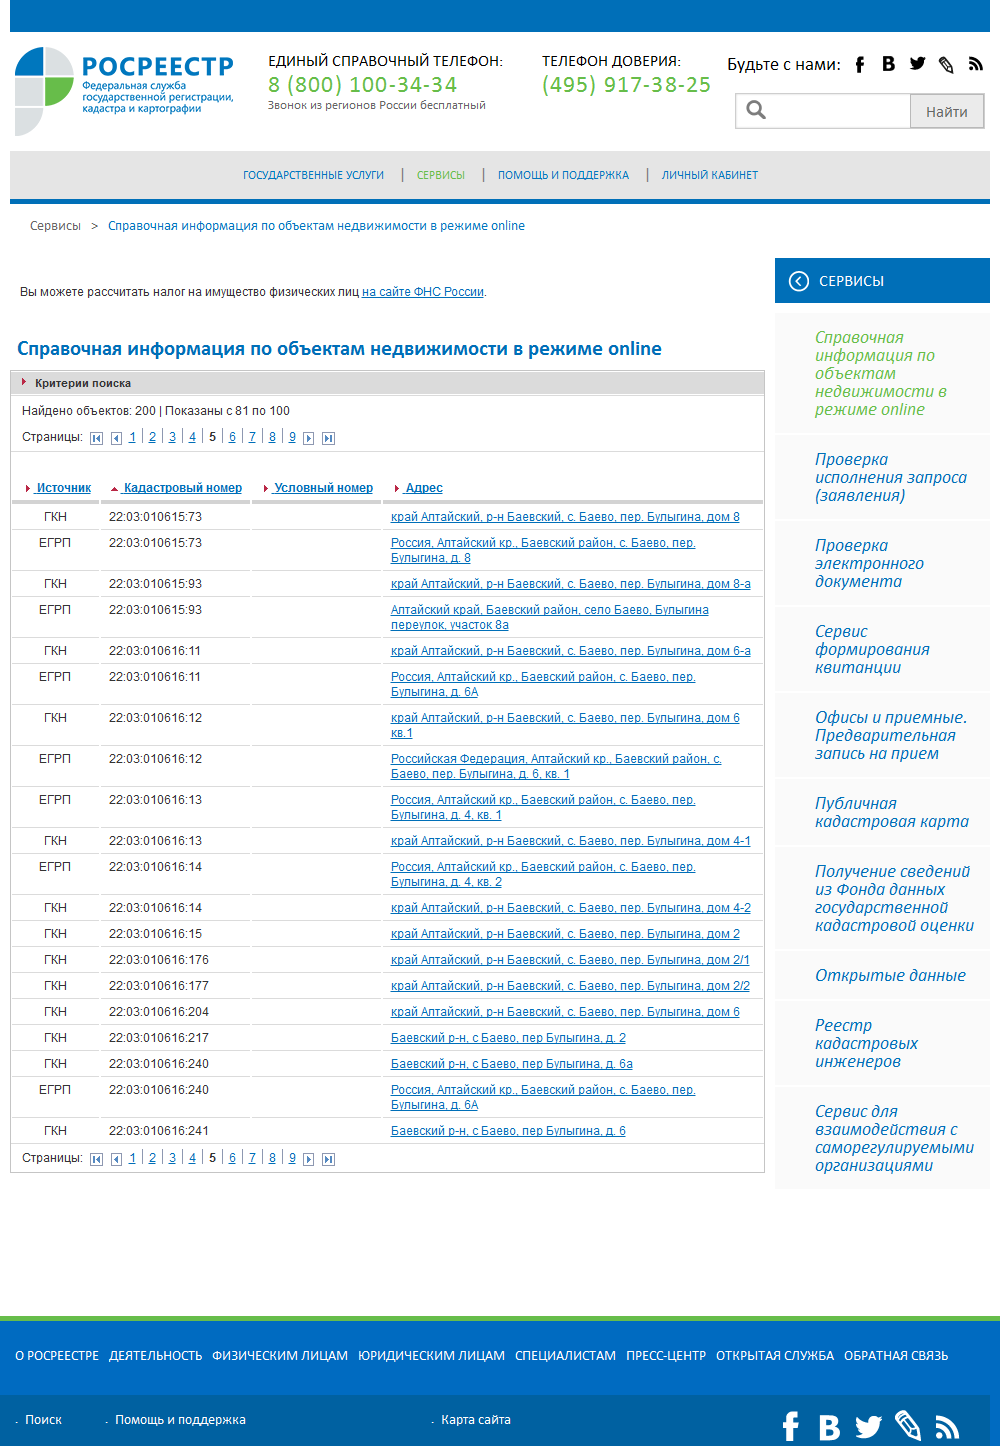 РОСРЕЕСТР
Федеральная служба
государственной регистрации,
кадастра и картографии
ЕДИНЫЙ СПРАВОЧНЫЙ ТЕЛЕФОН:
8 (800) 100-34-34
Звонок из регионов России бесплатный
ТЕЛЕФОН ДОВЕРИЯ:
(495) 917-38-25
Будьте с нами:
Найти
ГОСУДАРСТВЕННЫЕ УСЛУГИ | СЕРВИСЫ | ПОМОЩЬ И ПОДДЕРЖКА | ЛИЧНЫЙ КАБИНЕТ
Сервисы > Справочная информация по объектам недвижимости в режиме online
Вы можете рассчитать налог на имущество физических лиц на сайте ФНС России.
Справочная информация по объектам недвижимости в режиме online
Критерии поиска
Найдено объектов: 200 | Показаны с 81 по 100
Страницы: 1 | 2 | 3 | 4 | 5 | 6 | 7 | 8 | 9
Источник Кадастровый номер Условный номер Адрес
ГКН 22:03:010615:73 край Алтайский, р-н Баевский, с. Баево, пер. Булыгина, дом 8
ЕГРП 22:03:010615:73 Россия, Алтайский кр., Баевский район, с. Баево, пер.
Булыгина, д. 8
ГКН 22:03:010615:93 край Алтайский, р-н Баевский, с. Баево, пер. Булыгина, дом 8-а
ЕГРП 22:03:010615:93 Алтайский край, Баевский район, село Баево, Булыгина
переулок, участок 8а
ГКН 22:03:010616:11 край Алтайский, р-н Баевский, с. Баево, пер. Булыгина, дом 6-а
ЕГРП 22:03:010616:11 Россия, Алтайский кр., Баевский район, с. Баево, пер.
Булыгина, д. 6А
ГКН 22:03:010616:12 край Алтайский, р-н Баевский, с. Баево, пер. Булыгина, дом 6
кв.1
ЕГРП 22:03:010616:12 Российская Федерация, Алтайский кр., Баевский район, с.
Баево, пер. Булыгина, д. 6, кв. 1
ЕГРП 22:03:010616:13 Россия, Алтайский кр., Баевский район, с. Баево, пер.
Булыгина, д. 4, кв. 1
ГКН 22:03:010616:13 край Алтайский, р-н Баевский, с. Баево, пер. Булыгина, дом 4-1
ЕГРП 22:03:010616:14 Россия, Алтайский кр., Баевский район, с. Баево, пер.
Булыгина, д. 4, кв. 2
ГКН 22:03:010616:14 край Алтайский, р-н Баевский, с. Баево, пер. Булыгина, дом 4-2
ГКН 22:03:010616:15 край Алтайский, р-н Баевский, с. Баево, пер. Булыгина, дом 2
ГКН 22:03:010616:176 край Алтайский, р-н Баевский, с. Баево, пер. Булыгина, дом 2/1
ГКН 22:03:010616:177 край Алтайский, р-н Баевский, с. Баево, пер. Булыгина, дом 2/2
ГКН 22:03:010616:204 край Алтайский, р-н Баевский, с. Баево, пер. Булыгина, дом 6
ГКН 22:03:010616:217 Баевский р-н, с Баево, пер Булыгина, д. 2
ГКН 22:03:010616:240 Баевский р-н, с Баево, пер Булыгина, д. 6а
ЕГРП 22:03:010616:240 Россия, Алтайский кр., Баевский район, с. Баево, пер.
Булыгина, д. 6А
ГКН 22:03:010616:241 Баевский р-н, с Баево, пер Булыгина, д. 6
Страницы: 1 | 2 | 3 | 4 | 5 | 6 | 7 | 8 | 9
СЕРВИСЫ
Справочная
информация по
объектам
недвижимости в
режиме online
Проверка
исполнения запроса
(заявления)
Проверка
электронного
документа
Сервис
формирования
квитанции
Офисы и приемные.
Предварительная
запись на прием
Публичная
кадастровая карта
Получение сведений
из Фонда данных
государственной
кадастровой оценки
Открытые данные
Реестр
кадастровых
инженеров
Сервис для
взаимодействия с
саморегулируемыми
организациями
О РОСРЕЕСТРЕ ДЕЯТЕЛЬНОСТЬ ФИЗИЧЕСКИМ ЛИЦАМ ЮРИДИЧЕСКИМ ЛИЦАМ СПЕЦИАЛИСТАМ ПРЕСС-ЦЕНТР ОТКРЫТАЯ СЛУЖБА ОБРАТНАЯ СВЯЗЬ
Поиск Помощь и поддержка Карта сайта